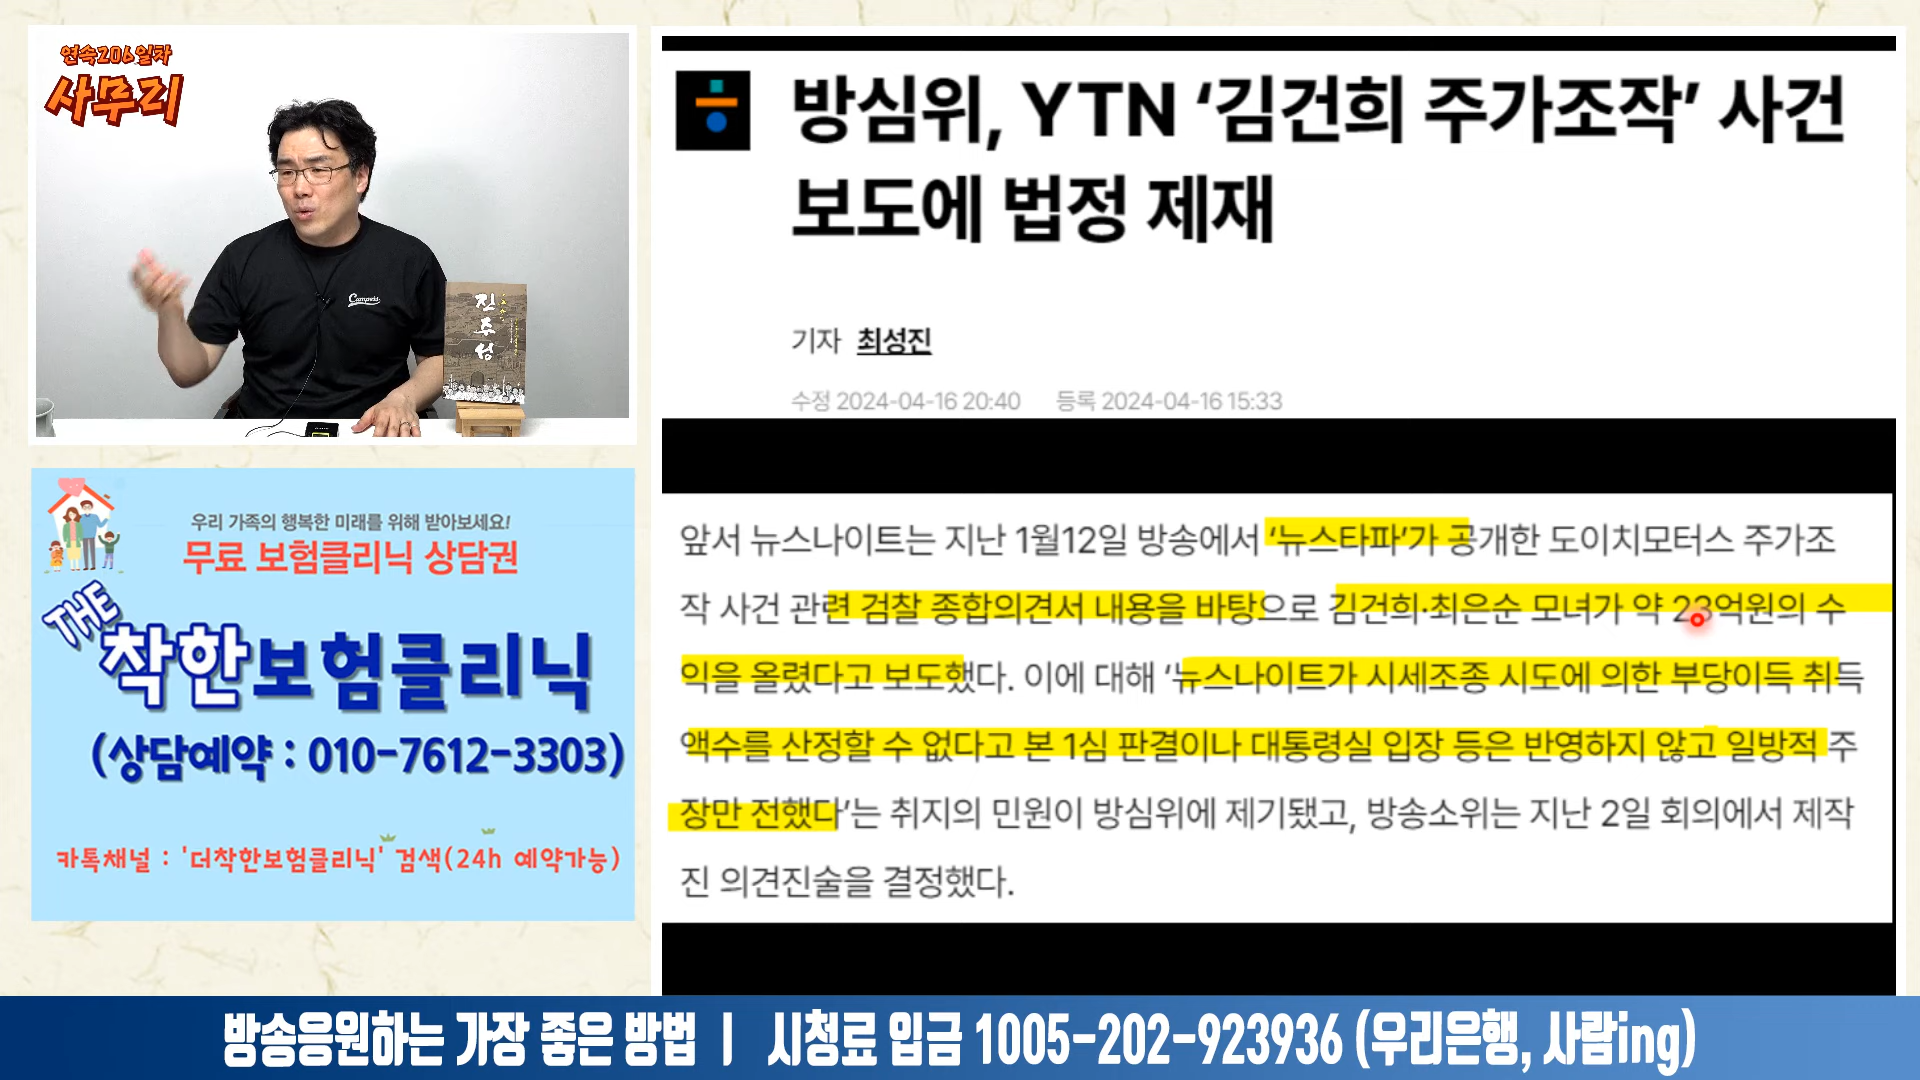 연속206일차
사무리
Campus
진주성
우리 가족의 행복한 미래를 위해 받아보세요!
무료 보험클리닉 상담권
THE
착한보험클리닉
(상담예약 : 010-7612-3303)
카톡채널 : '더착한보험클리닉' 검색(24h 예약가능)
방심위, YTN ‘김건희 주가조작’ 사건
보도에 법정 제재
기자 최성진
수정 2024-04-16 20:40 등록 2024-04-16 15:33
앞서 뉴스나이트는 지난 1월12일 방송에서 ‘뉴스타파’가 공개한 도이치모터스 주가조
작 사건 관련 검찰 종합의견서 내용을 바탕으로 김건희·최은순 모녀가 약 23억원의 수
익을 올렸다고 보도했다. 이에 대해 ‘뉴스나이트가 시세조종 시도에 의한 부당이득 취득
액수를 산정할 수 없다고 본 1심 판결이나 대통령실 입장 등은 반영하지 않고 일방적 주
장만 전했다’는 취지의 민원이 방심위에 제기됐고, 방송소위는 지난 2일 회의에서 제작
진 의견진술을 결정했다.
방송응원하는 가장 좋은 방법 | 시청료 입금 1005-202-923936 (우리은행, 사람ing)